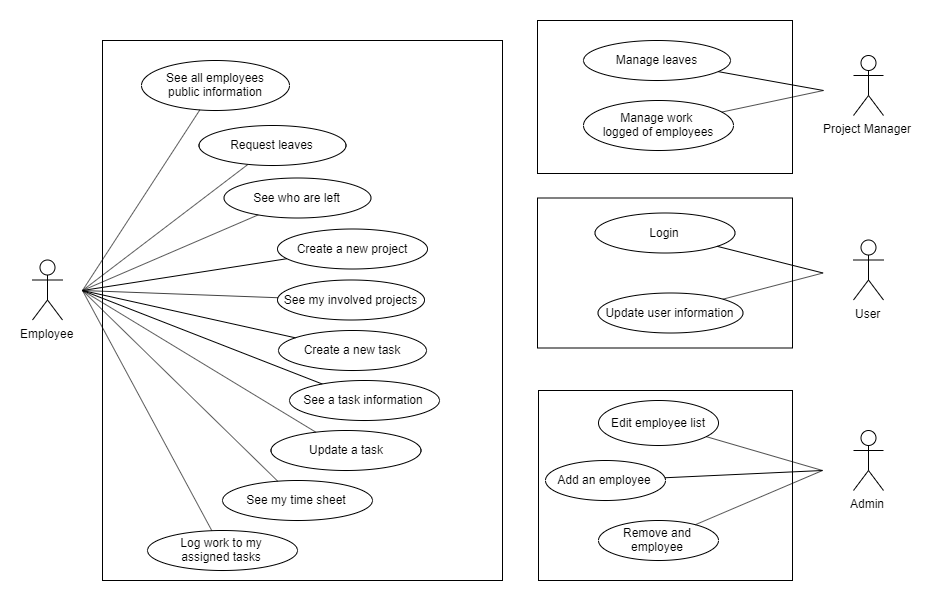 See all employees
public information
Request leaves
See who are left
Create a new project
See my involved projects
Create a new task
See a task information
Update a task
See my time sheet
Log work to my
assigned tasks
Employee
Manage leaves
Manage work
logged of employees
Project Manager
Login
Update user information
User
Edit employee list
Add an employee
Remove and
employee
Admin